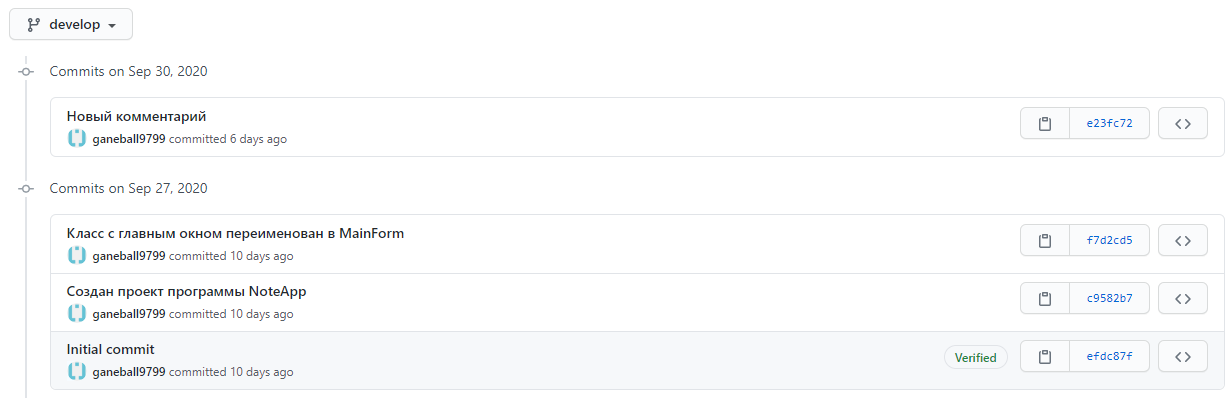 develop
Commits on Sep 30, 2020
Новый комментарий
ganeball9799 committed 6 days ago
e23fc72
Commits on Sep 27, 2020
Класс с главным окном переименован в MainForm
ganeball9799 committed 10 days ago
f7d2cd5
Создан проект программы NoteApp
ganeball9799 committed 10 days ago
c9582b7
Initial commit
ganeball9799 committed 10 days ago
Verified
efdc87f